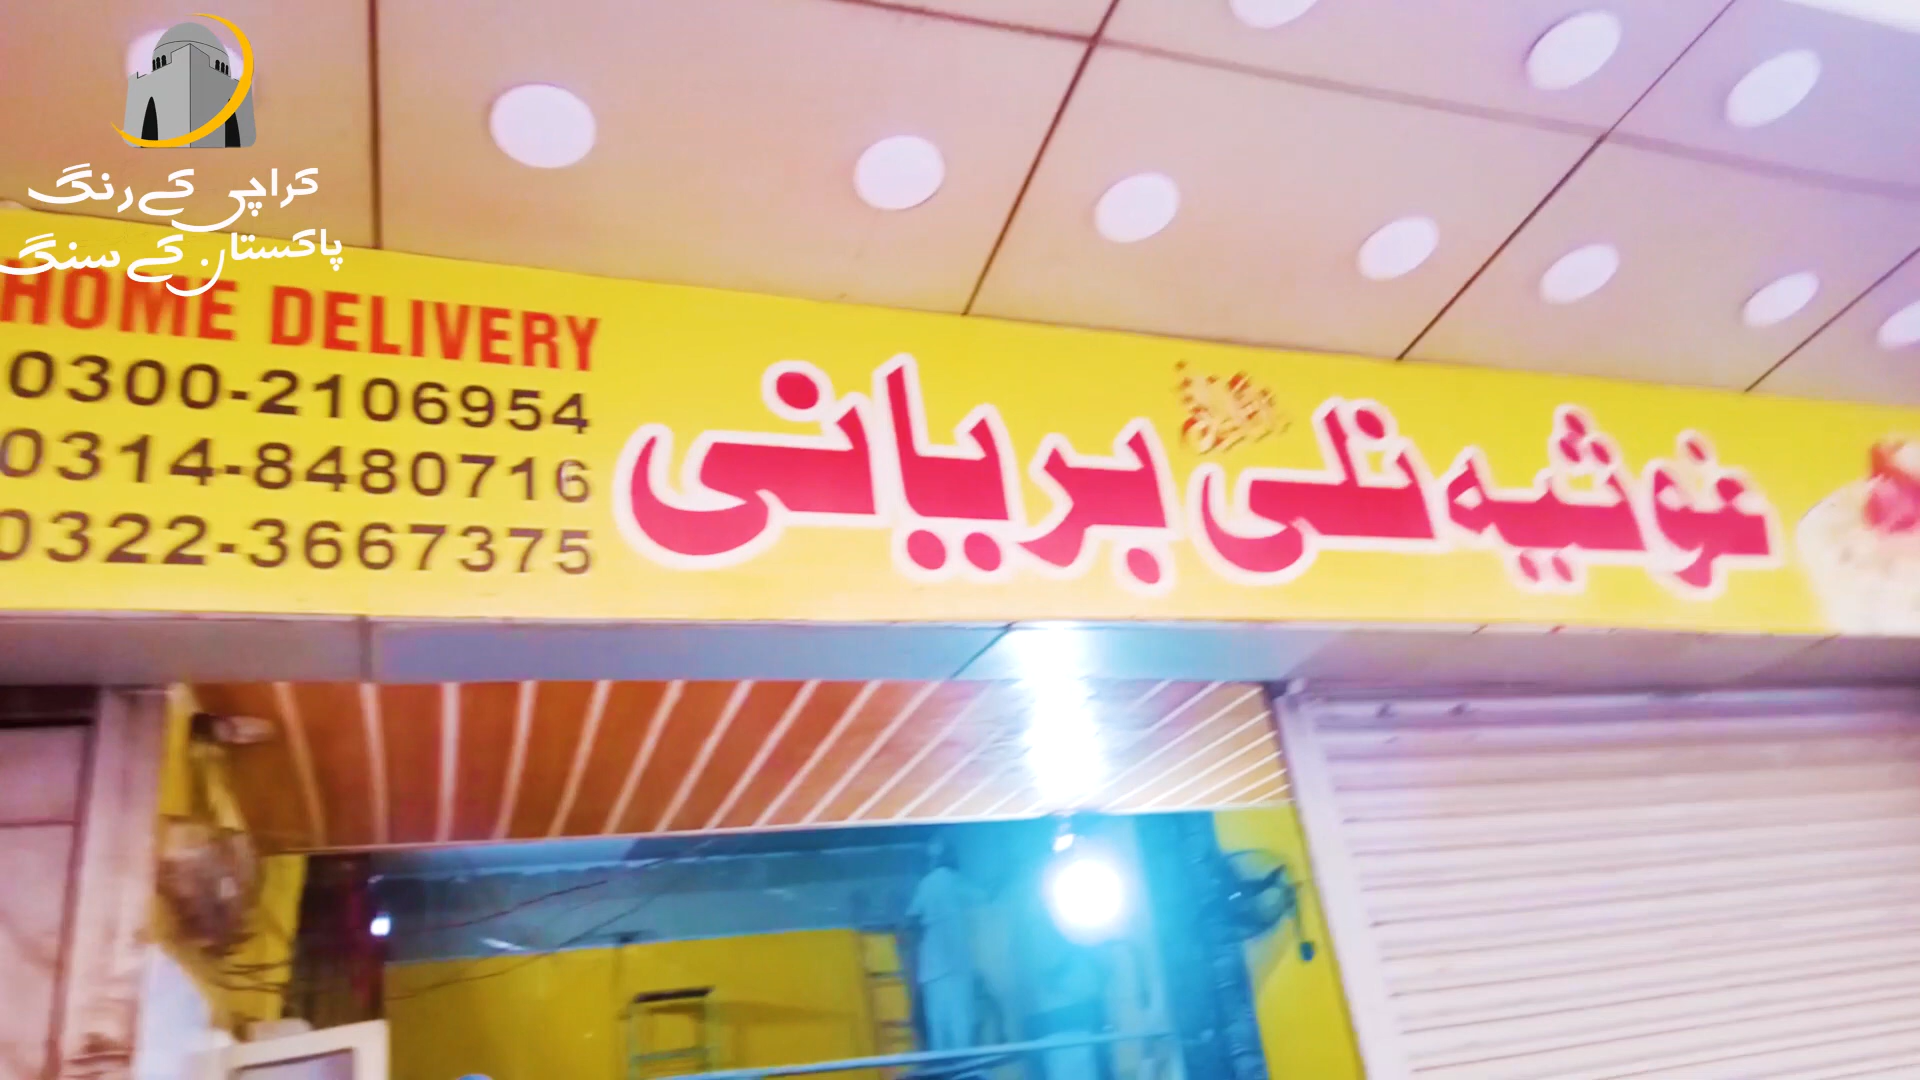 کراچی کے رنگ
پاکستان کے سنگ
HOME DELIVERY
0300-2106954
0314-8480716
0322-3667375
غوثیہ نلی بریانی